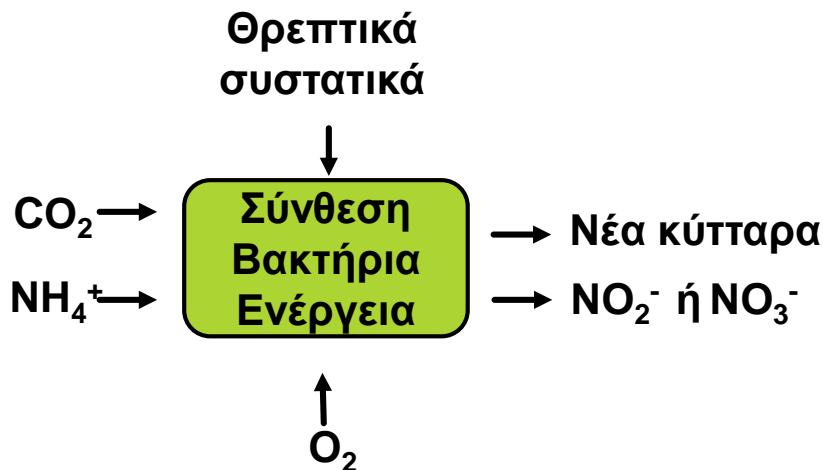 Θρεπτικά
συστατικά
CO₂
NH₄⁺
Σύνθεση
Βακτήρια
Ενέργεια
Νέα κύτταρα
NO₂⁻ ή NO₃⁻
O₂